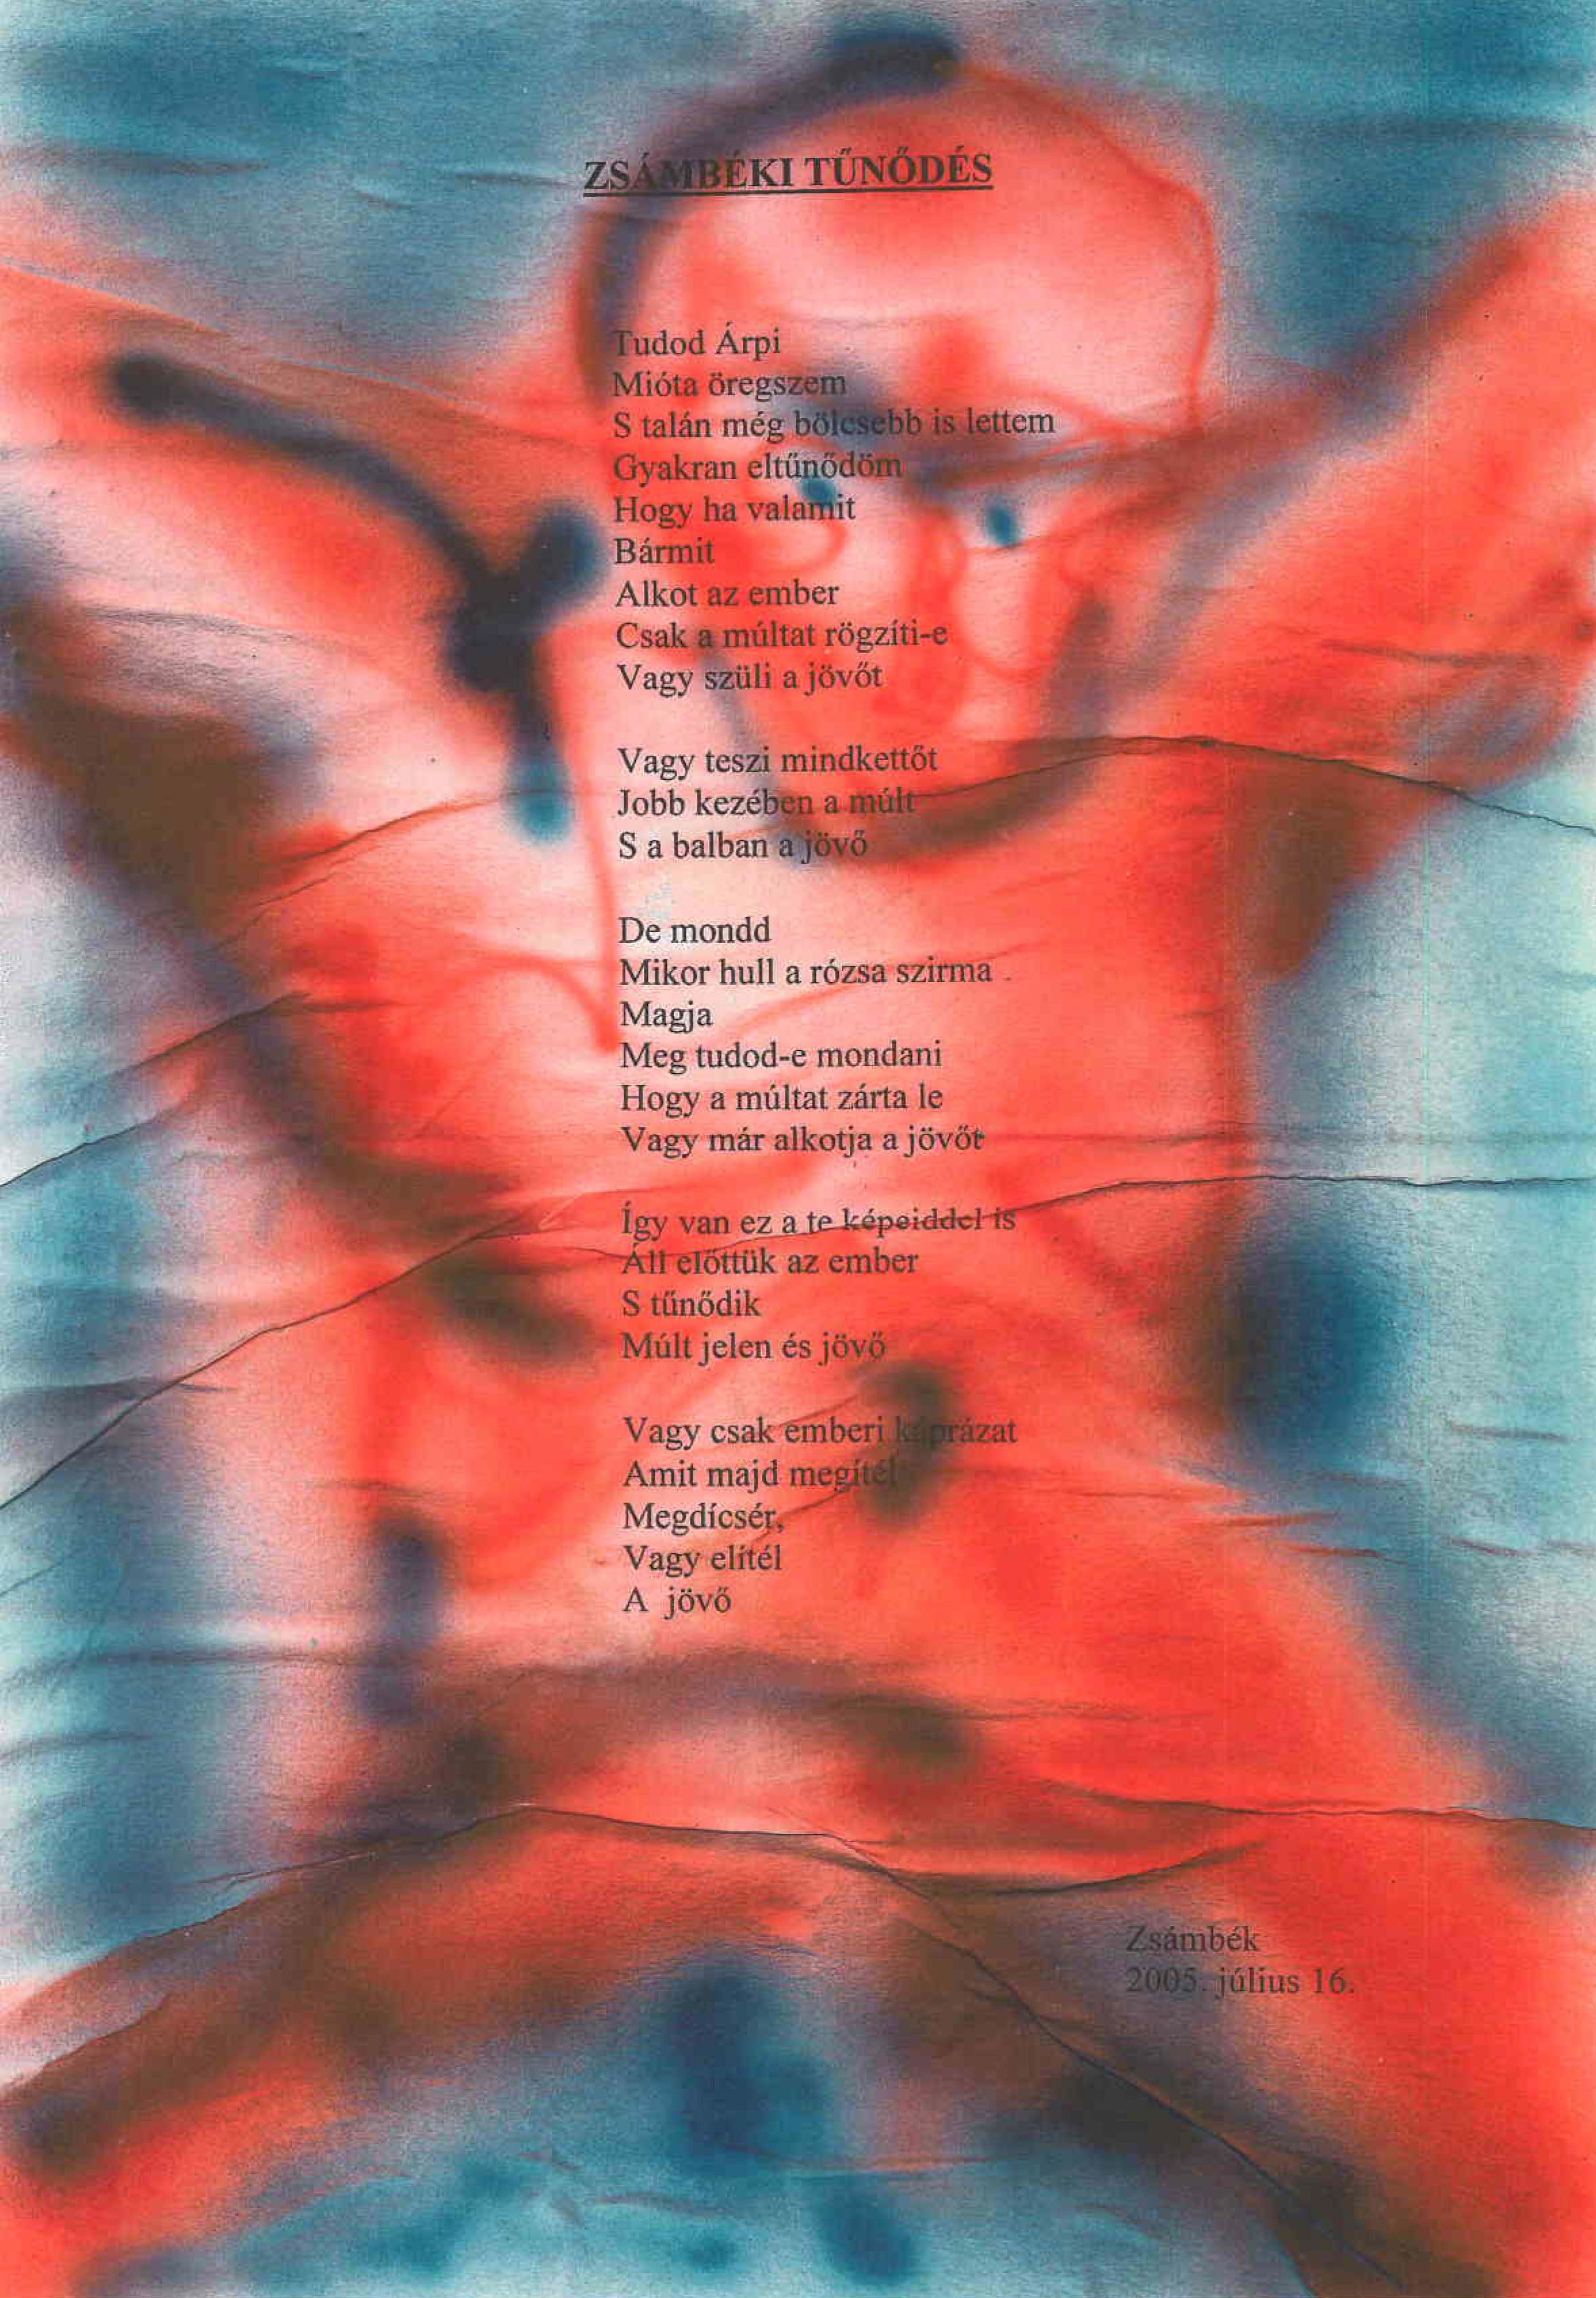 ZSÁMBÉKI TŰNŐDÉS
Tudod Árpi
Mióta öregszem
S talán még bölcsebb is lettem
Gyakran eltűnődöm
Hogy ha valamit
Bármit
Alkot az ember
Csak a múltat rögzíti-e
Vagy szüli a jövőt
Vagy teszi mindkettőt
Jobb kezében a múlt
S a balban a jövő
De mondd
Mikor hull a rózsa szirma
Magja
Meg tudod-e mondani
Hogy a múltat zárta le
Vagy már alkotja a jövőt
Így van ez a te képeiddel is
Áll előttük az ember
S tűnődik
Múlt jelen és jövő
Vagy csak emberi káprázat
Amit majd megítél
Megdícsér,
Vagy elítél
A jövő
Zsámbék
2005. július 16.